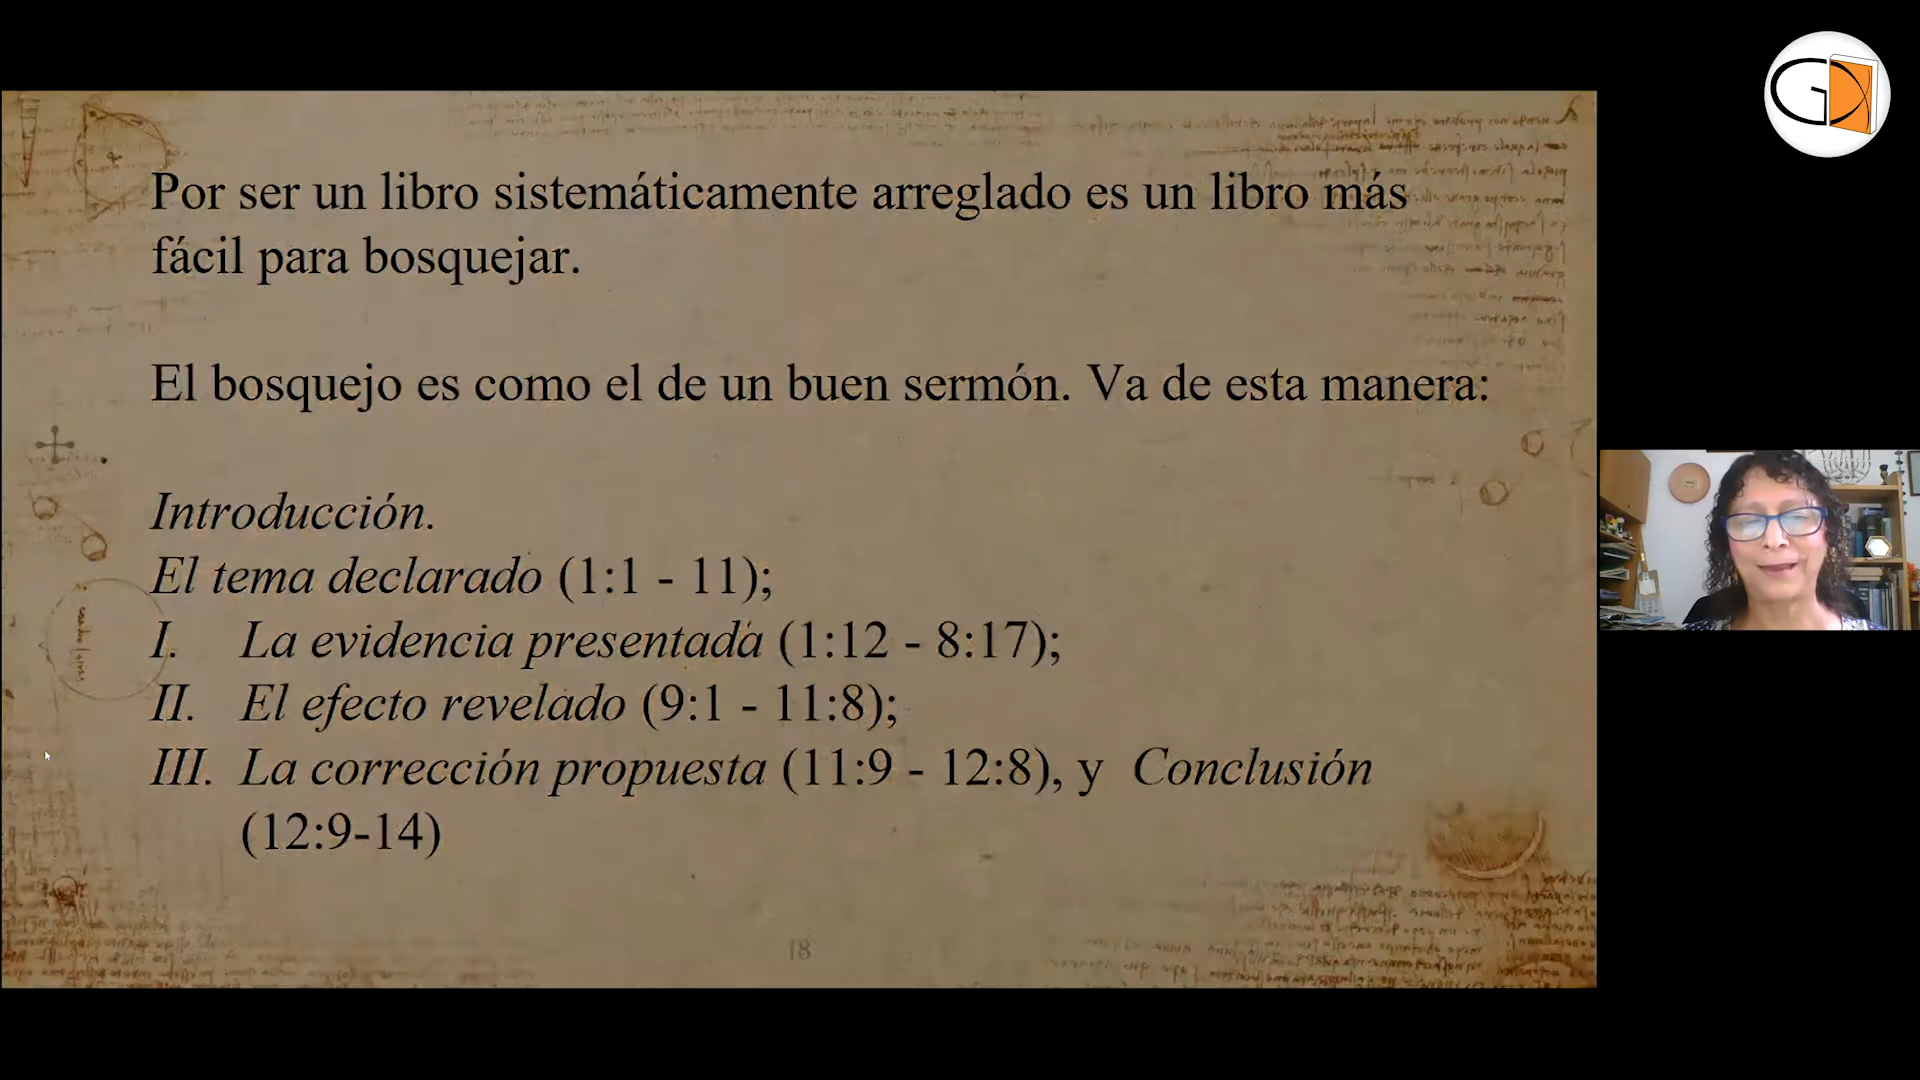 Por ser un libro sistemáticamente arreglado es un libro más
fácil para bosquejar.
El bosquejo es como el de un buen sermón. Va de esta manera:
Introducción.
El tema declarado (1:1 - 11);
I. La evidencia presentada (1:12 - 8:17);
II. El efecto revelado (9:1 - 11:8);
III. La corrección propuesta (11:9 - 12:8), y Conclusión
(12:9-14)
18